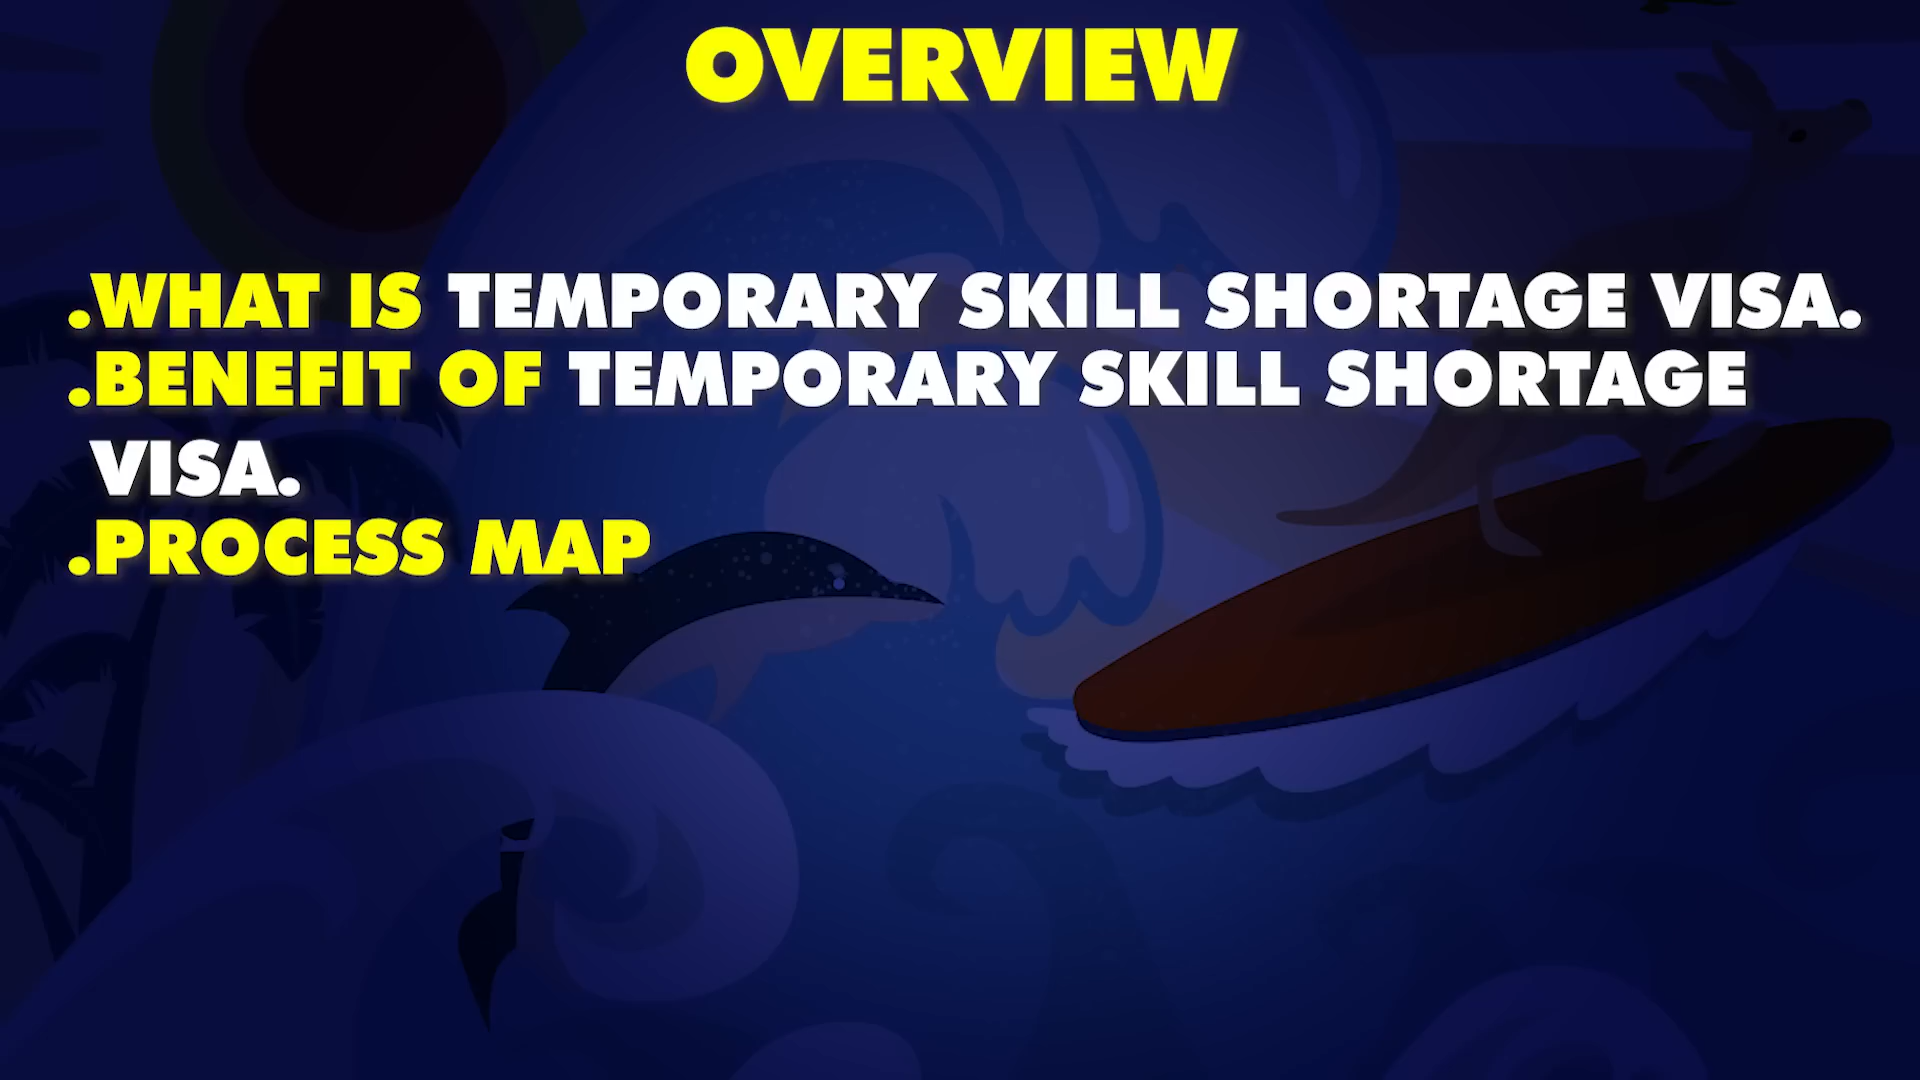 OVERVIEW
.WHAT IS TEMPORARY SKILL SHORTAGE VISA.
.BENEFIT OF TEMPORARY SKILL SHORTAGE
VISA.
.PROCESS MAP